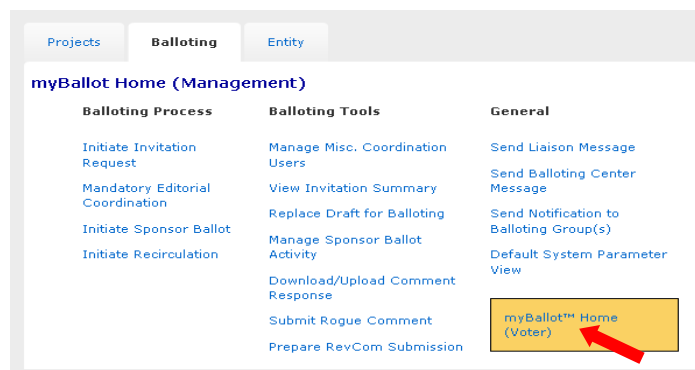 Projects
Balloting
Entity
myBallot Home (Management)
Balloting Process
Initiate Invitation
Request
Mandatory Editorial
Coordination
Initiate Sponsor Ballot
Initiate Recirculation
Balloting Tools
Manage Misc. Coordination
Users
View Invitation Summary
Replace Draft for Balloting
Manage Sponsor Ballot
Activity
Download/Upload Comment
Response
Submit Rogue Comment
Prepare RevCom Submission
General
Send Liaison Message
Send Balloting Center
Message
Send Notification to
Balloting Group(s)
Default System Parameter
View
myBallot™ Home
(Voter)